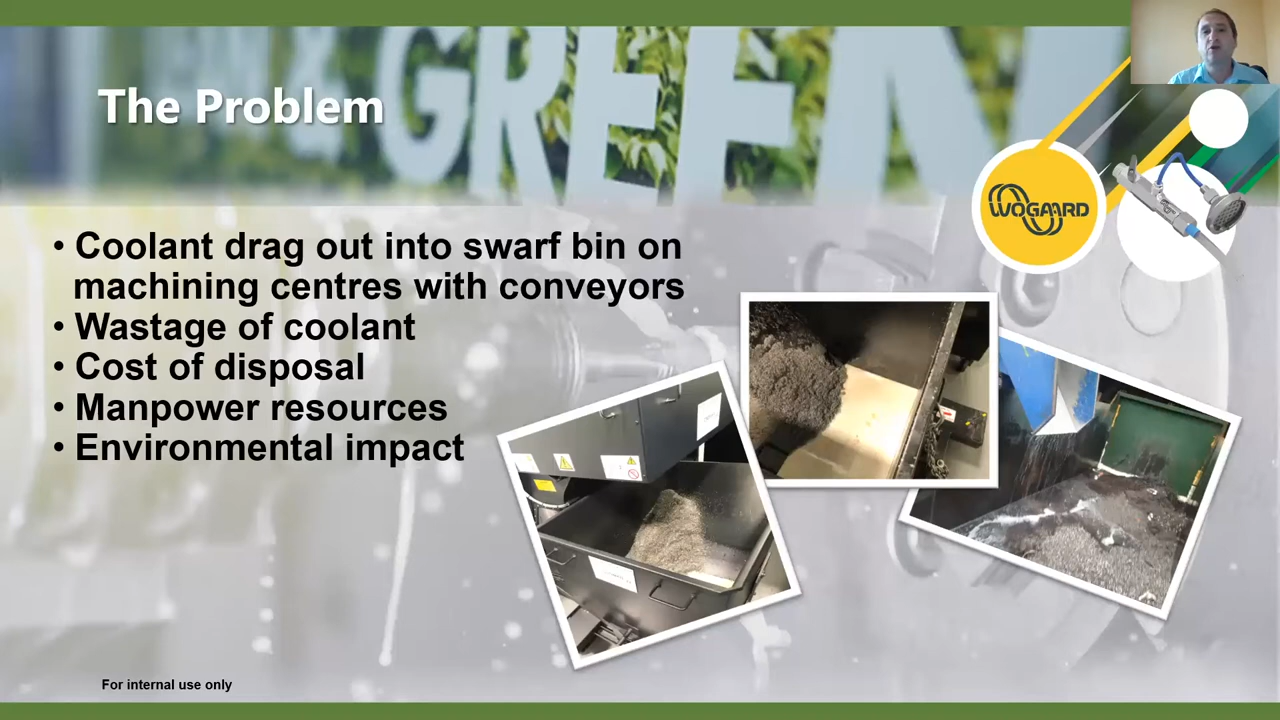 The Problem
GREEN
WOGAARD
• Coolant drag out into swarf bin on
machining centres with conveyors
• Wastage of coolant
• Cost of disposal
• Manpower resources
• Environmental impact
For internal use only